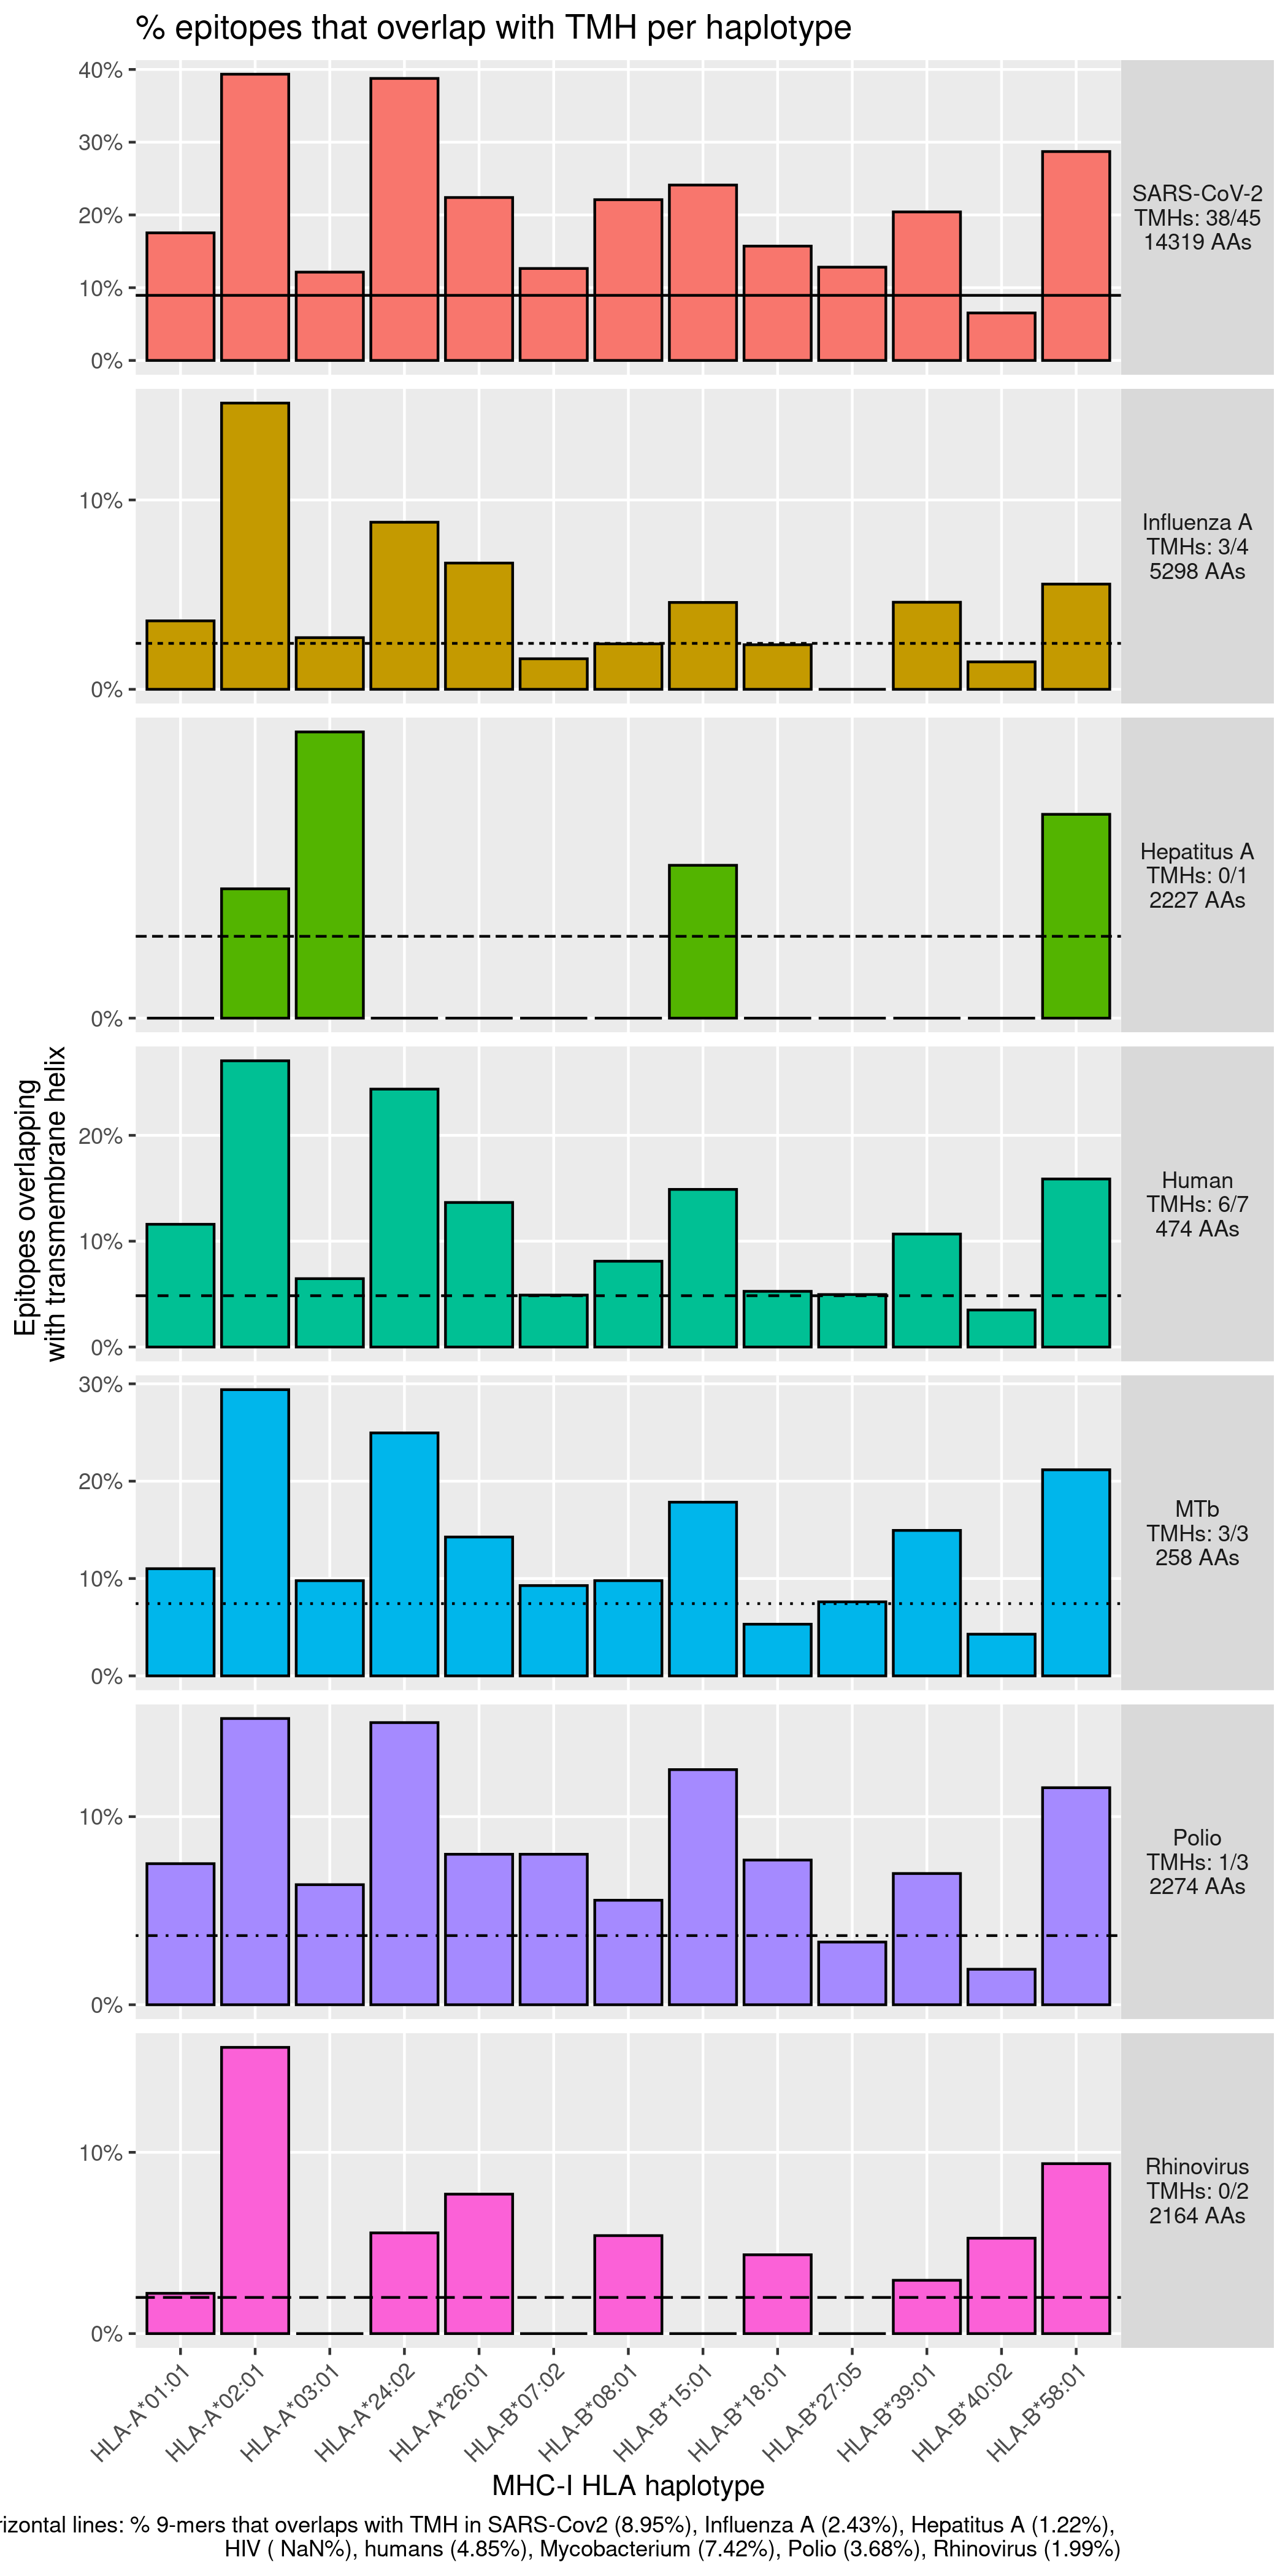 % epitopes that overlap with TMH per haplotype
40%
30%
20%
10%
0%
SARS-CoV-2
TMHs: 38/45
14319 AAs
10%
0%
Influenza A
TMHs: 3/4
5298 AAs
0%
Hepatitus A
TMHs: 0/1
2227 AAs
Epitopes overlapping
with transmembrane helix
20%
10%
0%
Human
TMHs: 6/7
474 AAs
30%
20%
10%
0%
MTb
TMHs: 3/3
258 AAs
10%
0%
Polio
TMHs: 1/3
2274 AAs
10%
0%
Rhinovirus
TMHs: 0/2
2164 AAs
HLA-A*01:01
HLA-A*02:01
HLA-A*03:01
HLA-A*24:02
HLA-A*26:01
HLA-B*07:02
HLA-B*08:01
HLA-B*15:01
HLA-B*18:01
HLA-B*27:05
HLA-B*39:01
HLA-B*40:02
HLA-B*58:01
MHC-I HLA haplotype
rizontal lines: % 9-mers that overlaps with TMH in SARS-Cov2 (8.95%), Influenza A (2.43%), Hepatitus A (1.22%),
HIV ( NaN%), humans (4.85%), Mycobacterium (7.42%), Polio (3.68%), Rhinovirus (1.99%)